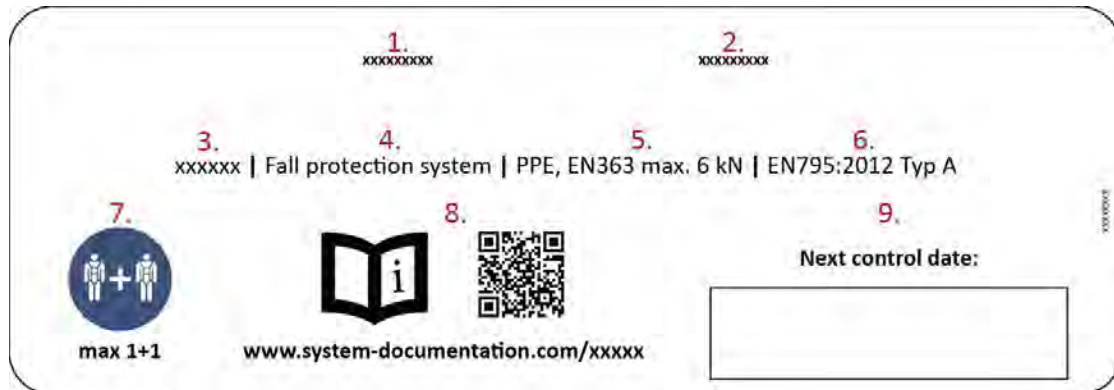 1. 2.
xxxxxxxxx xxxxxxxxx
3. 4. 5. 6.
xxxxxx | Fall protection system | PPE, EN363 max. 6 kN | EN795:2012 Typ A
7. 8. 9.
i
Next control date:
max 1+1
www.system-documentation.com/xxxxx